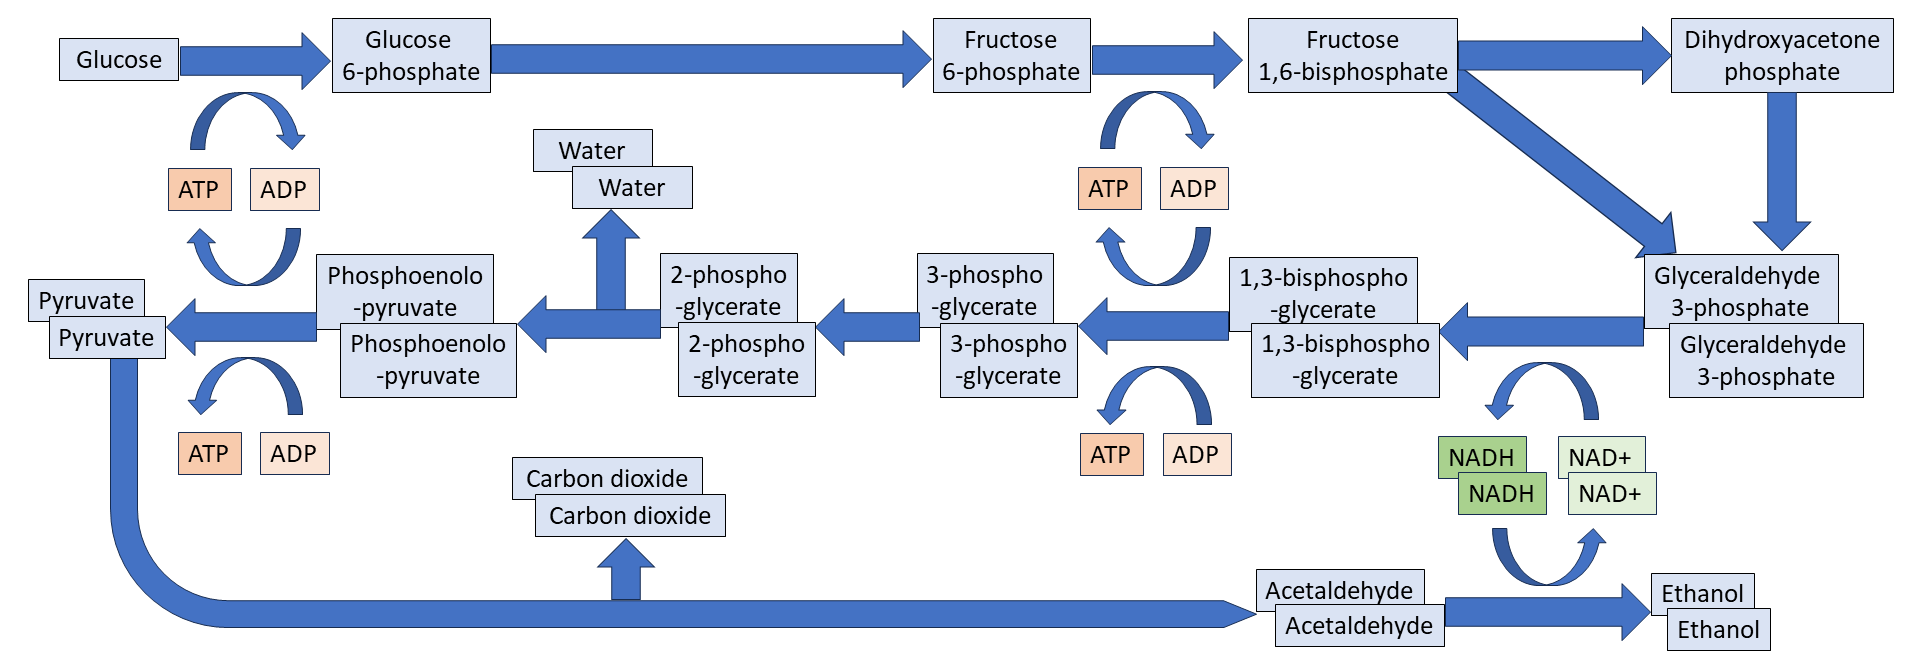 Glucose
Glucose
6-phosphate
Fructose
6-phosphate
Fructose
1,6-bisphosphate
Dihydroxyacetone
phosphate
ATP
ADP
Water
Water
ATP
ADP
Pyruvate
Pyruvate
Phosphoenolo
-pyruvate
Phosphoenolo
-pyruvate
2-phospho
-glycerate
2-phospho
-glycerate
3-phospho
-glycerate
3-phospho
-glycerate
1,3-bisphospho
-glycerate
1,3-bisphospho
-glycerate
Glyceraldehyde
3-phosphate
Glyceraldehyde
3-phosphate
ATP
ADP
ATP
ADP
NADH
NADH
NAD+
NAD+
Carbon dioxide
Carbon dioxide
Acetaldehyde
Acetaldehyde
Ethanol
Ethanol